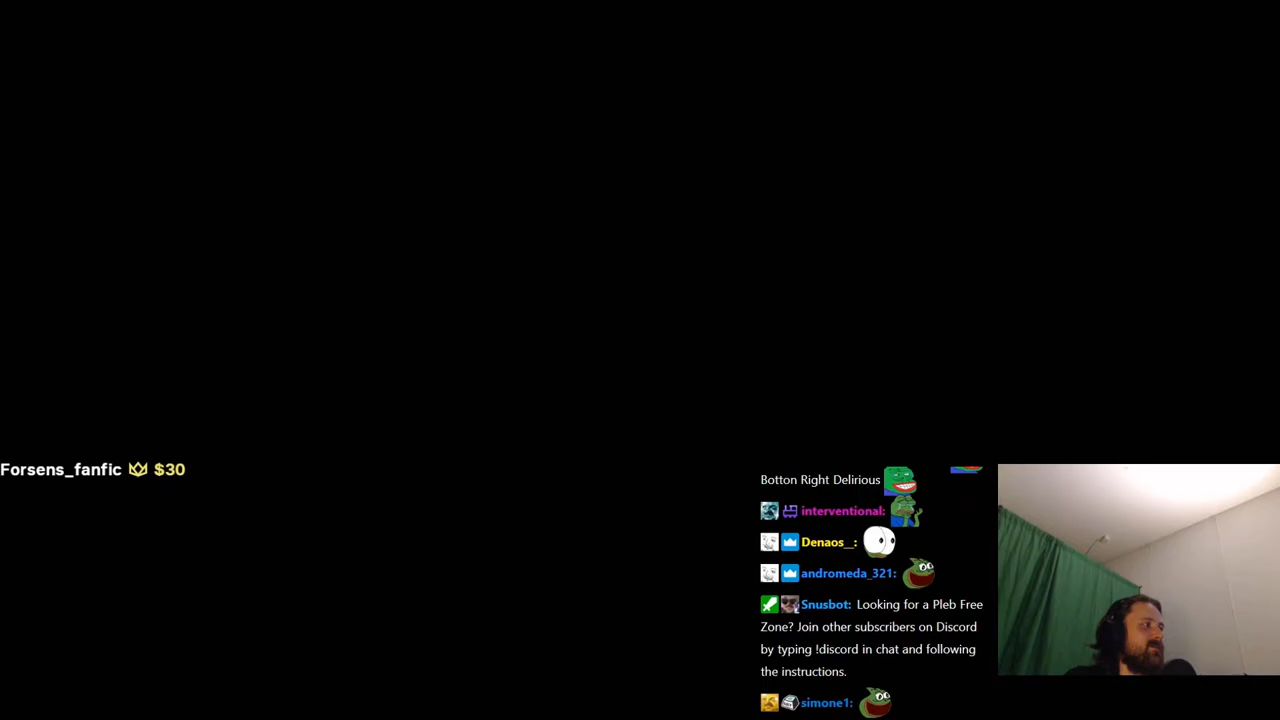 Forsens_fanfic $30
Botton Right Delirious
interventional:
Denaos__:
andromeda_321:
Snusbot: Looking for a Pleb Free
Zone? Join other subscribers on Discord
by typing !discord in chat and following
the instructions.
simone1: